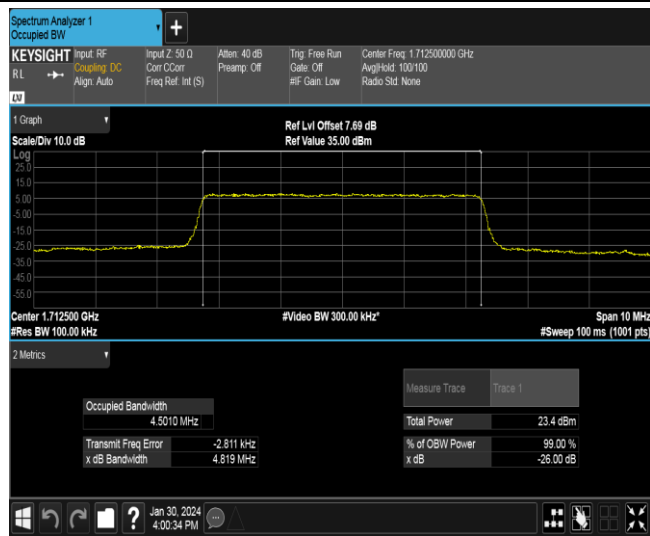 Spectrum Analyzer 1
Occupied BW
+
KEYSIGHT
RL
LXI
Input: RF
Coupling: DC
Align: Auto
Input Z: 50 Ω
Corr CCorr
Freq Ref: Int (S)
Atten: 40 dB
Preamp: Off
Trig: Free Run
Gate: Off
#IF Gain: Low
Center Freq: 1.712500000 GHz
Avg|Hold: 100/100
Radio Std: None
1 Graph
Scale/Div 10.0 dB
Ref Lvl Offset 7.69 dB
Ref Value 35.00 dBm
Log
25.0
15.0
5.00
-5.00
-15.0
-25.0
-35.0
-45.0
-55.0
Center 1.712500 GHz
#Video BW 300.00 kHz*
Span 10 MHz
#Res BW 100.00 kHz
#Sweep 100 ms (1001 pts)
2 Metrics
Measure Trace Trace 1
Occupied Bandwidth
4.5010 MHz
Total Power 23.4 dBm
Transmit Freq Error -2.811 kHz
% of OBW Power 99.00 %
x dB Bandwidth 4.819 MHz
x dB -26.00 dB
?
Jan 30, 2024
4:00:34 PM